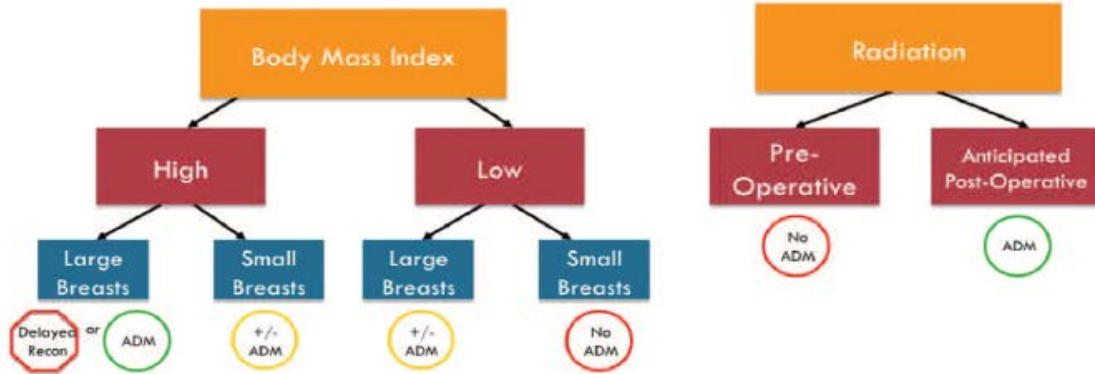 Body Mass Index
High
Low
Large
Breasts
Small
Breasts
Large
Breasts
Small
Breasts
Delayed
Recon
or
ADM
+/-
ADM
+/-
ADM
No
ADM
Radiation
Pre-
Operative
Anticipated
Post-Operative
No
ADM
ADM